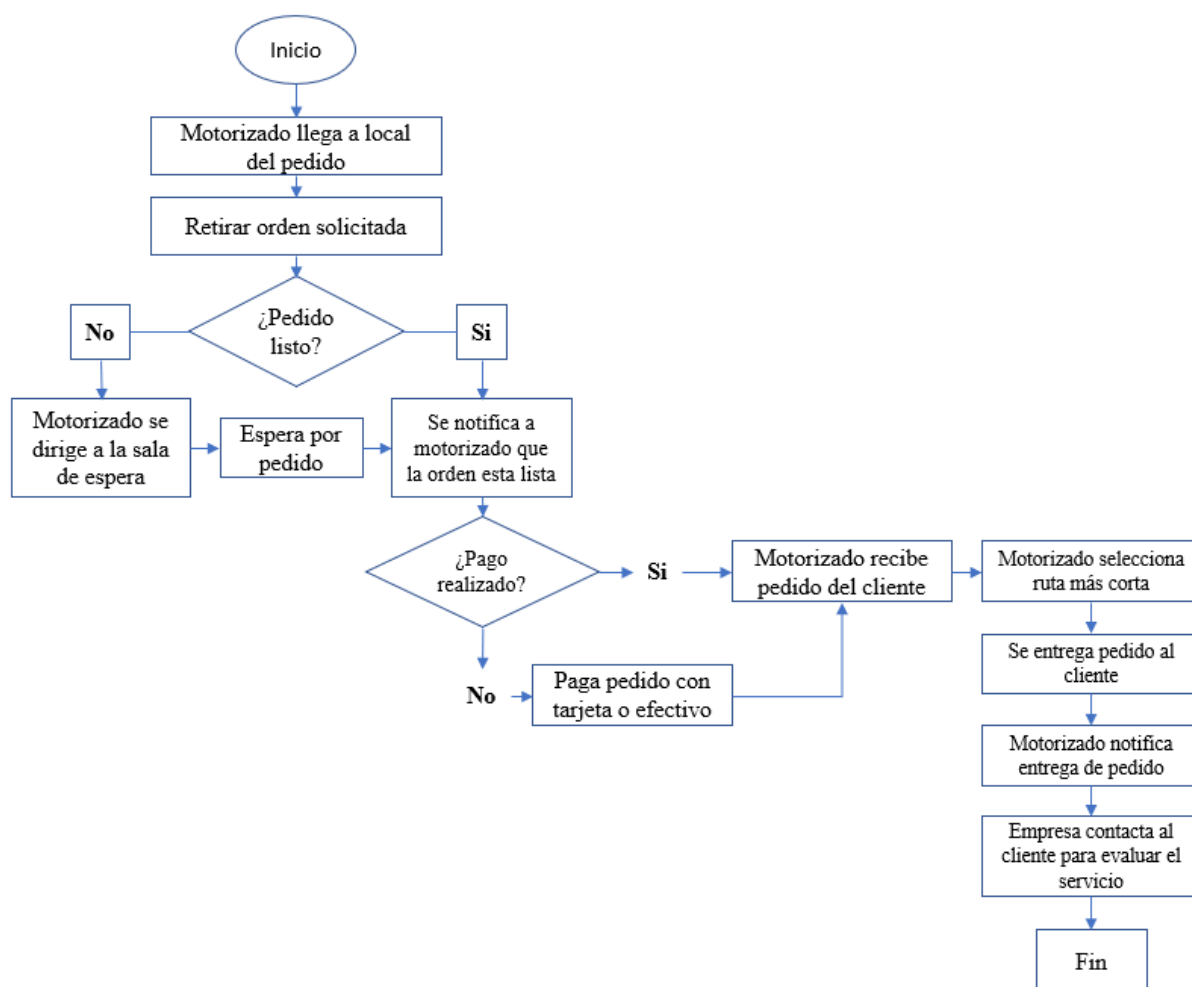 Inicio
Motorizado llega a local
del pedido
Retirar orden solicitada
¿Pedido
listo?
No
Si
Motorizado se
dirige a la sala
de espera
Espera por
pedido
Se notifica a
motorizado que
la orden esta lista
¿Pago
realizado?
Si
No
Paga pedido con
tarjeta o efectivo
Motorizado recibe
pedido del cliente
Motorizado selecciona
ruta más corta
Se entrega pedido al
cliente
Motorizado notifica
entrega de pedido
Empresa contacta al
cliente para evaluar el
servicio
Fin